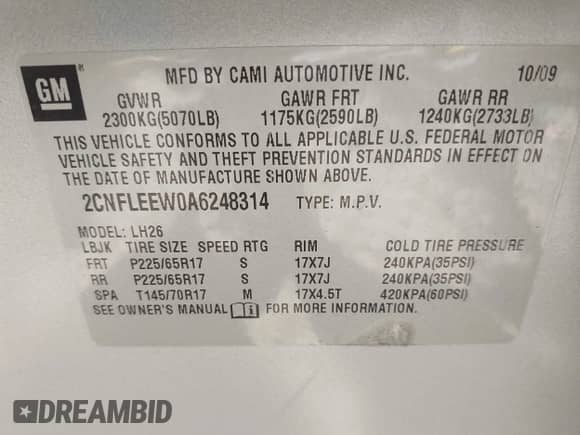 GM®
MFD BY CAMI AUTOMOTIVE INC. 10/09
GVWR GAWR FRT GAWR RR
2300KG(5070LB) 1175KG(2590LB) 1240KG(2733LB)
THIS VEHICLE CONFORMS TO ALL APPLICABLE U.S. FEDERAL MOTOR
VEHICLE SAFETY AND THEFT PREVENTION STANDARDS IN EFFECT ON
THE DATE OF MANUFACTURE SHOWN ABOVE.
2CNFLEEW0A6248314 TYPE: M.P.V.
MODEL: LH26
LBJK TIRE SIZE SPEED RTG RIM COLD TIRE PRESSURE
FRT P225/65R17 S 17X7J 240KPA(35PSI)
RR P225/65R17 S 17X7J 240KPA(35PSI)
SPA T145/70R17 M 17X4.5T 420KPA(60PSI)
SEE OWNER'S MANUAL FOR MORE INFORMATION.
DREAMBID